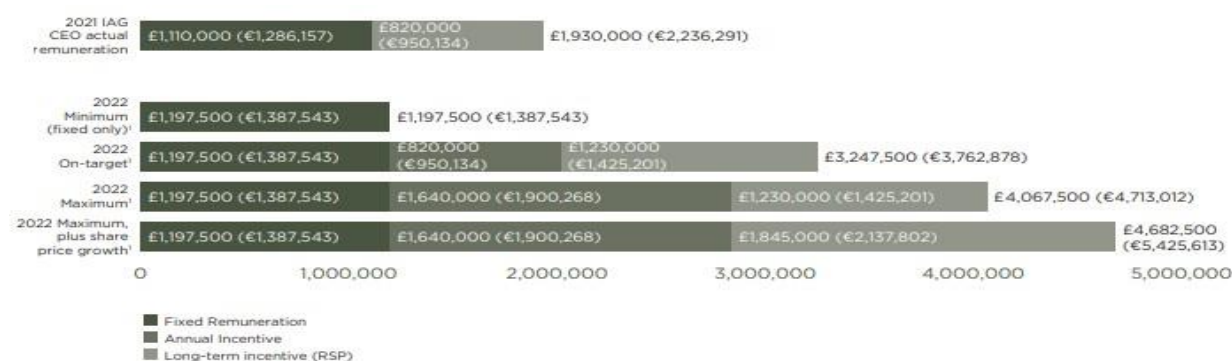 2021 IAG
CEO actual
remuneration
£1,110,000 (€1,286,157)
£820,000
(€950,134)
£1,930,000 (€2,236,291)
2022
Minimum
(fixed only)¹
£1,197,500 (€1,387,543)
£1,197,500 (€1,387,543)
2022
On-target¹
£1,197,500 (€1,387,543)
£820,000
(€950,134)
£1,230,000
(€1,425,201)
£3,247,500 (€3,762,878)
2022
Maximum¹
£1,197,500 (€1,387,543)
£1,640,000 (€1,900,268)
£1,230,000 (€1,425,201)
£4,067,500 (€4,713,012)
2022 Maximum,
plus share
price growth¹
£1,197,500 (€1,387,543)
£1,640,000 (€1,900,268)
£1,845,000 (€2,137,802)
£4,682,500
(€5,425,613)
0 1,000,000 2,000,000 3,000,000 4,000,000 5,000,000
Fixed Remuneration
Annual Incentive
Long-term incentive (RSP)